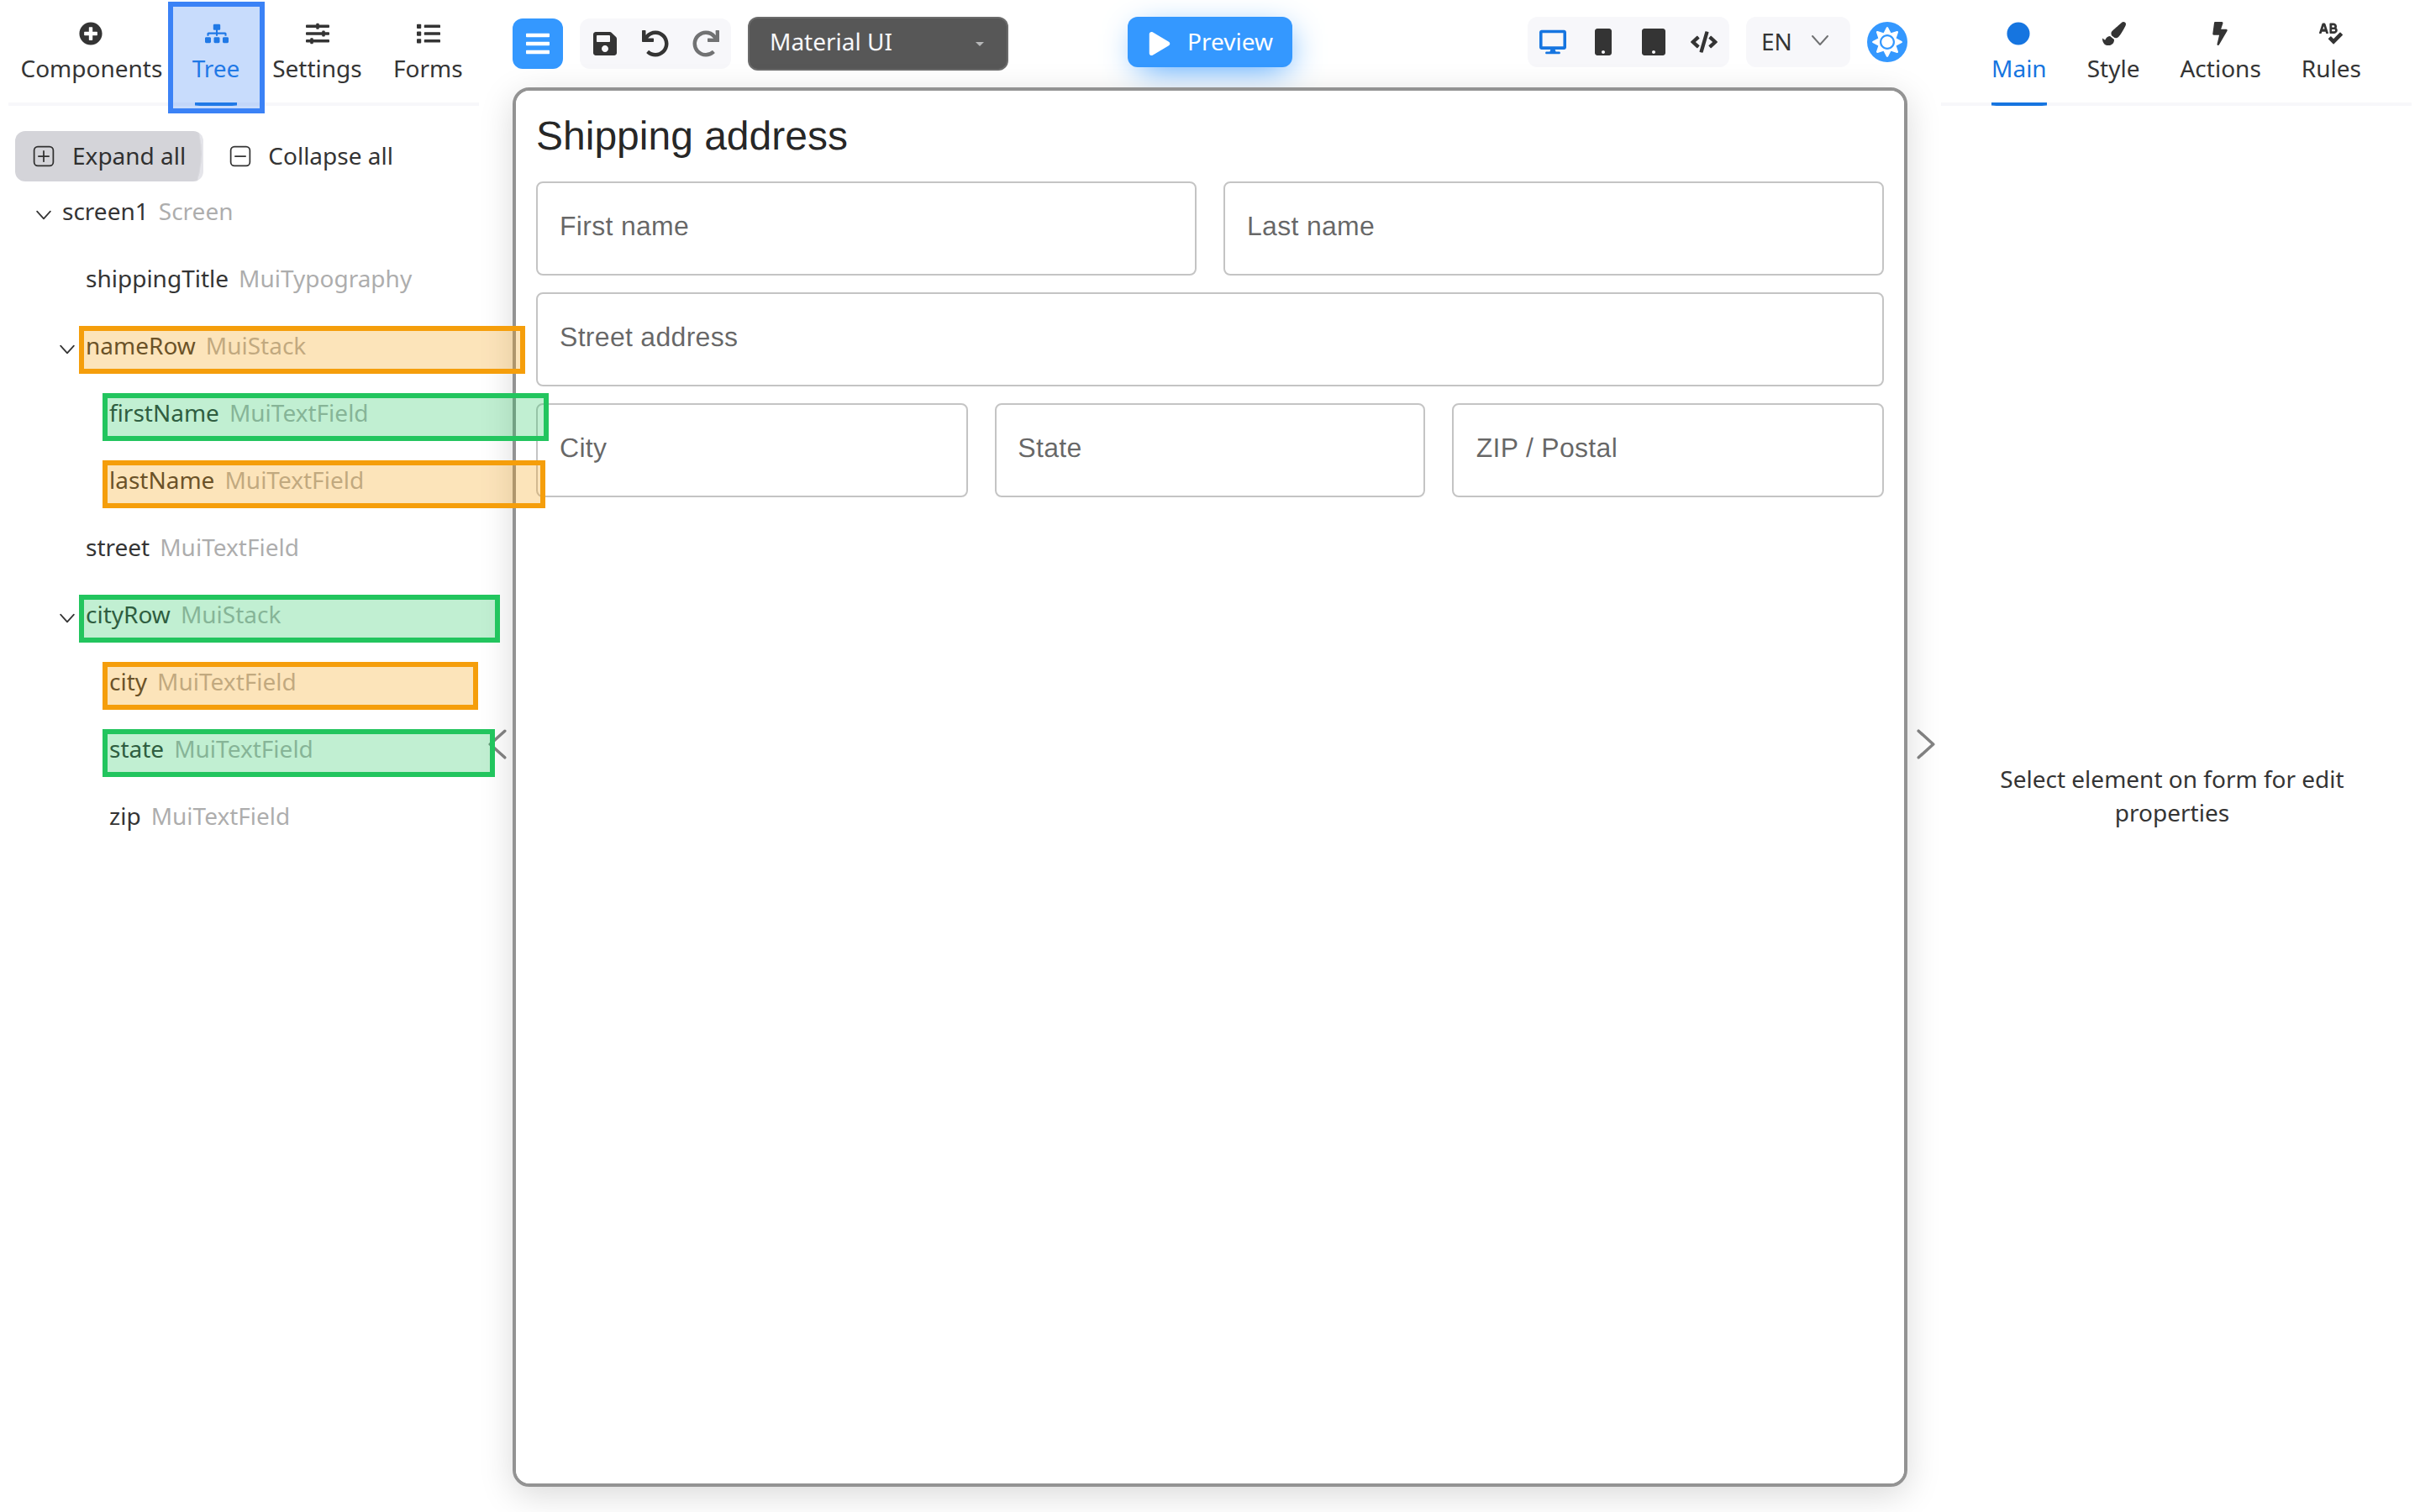 Components Tree Settings Forms
Material UI
Preview
EN
Main Style Actions Rules
Expand all Collapse all
screen1 Screen
shippingTitle MuiTypography
nameRow MuiStack
firstName MuiTextField
lastName MuiTextField
street MuiTextField
cityRow MuiStack
city MuiTextField
state MuiTextField
zip MuiTextField
Shipping address
First name Last name
Street address
City State ZIP / Postal
Select element on form for edit
properties